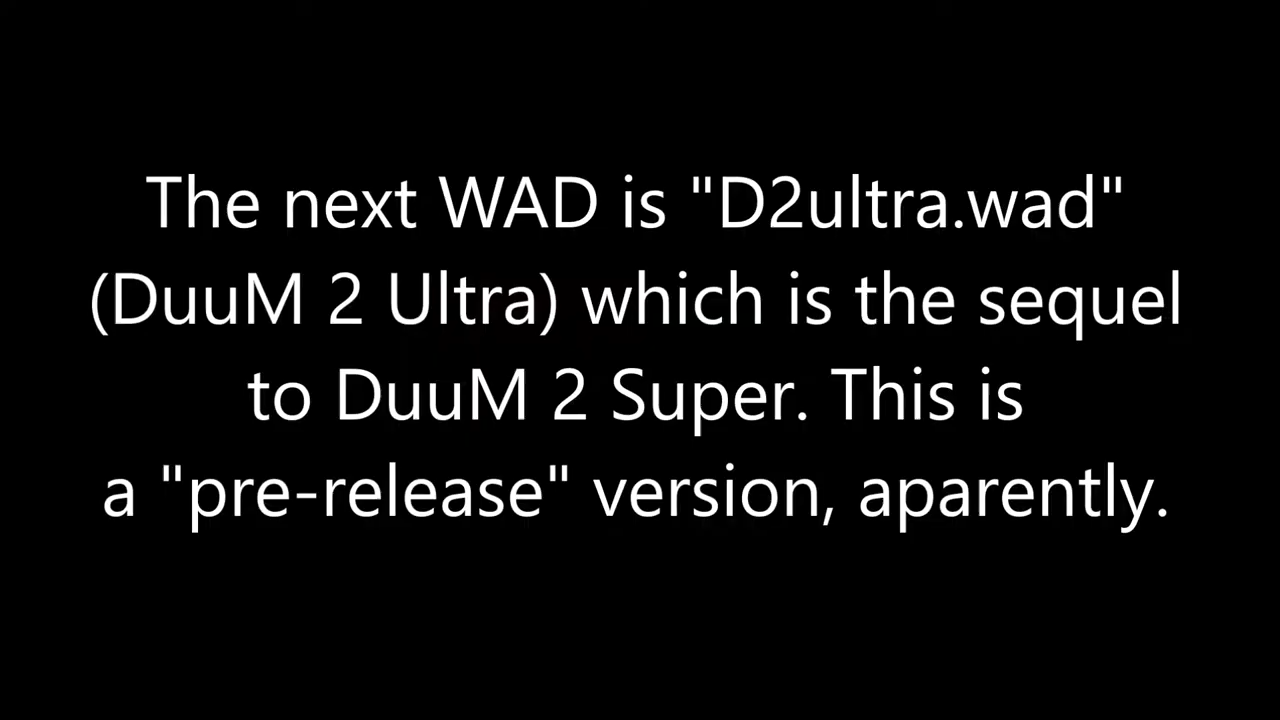 The next WAD is "D2ultra.wad"
(DuuM 2 Ultra) which is the sequel
to DuuM 2 Super. This is
a "pre-release" version, aparently.